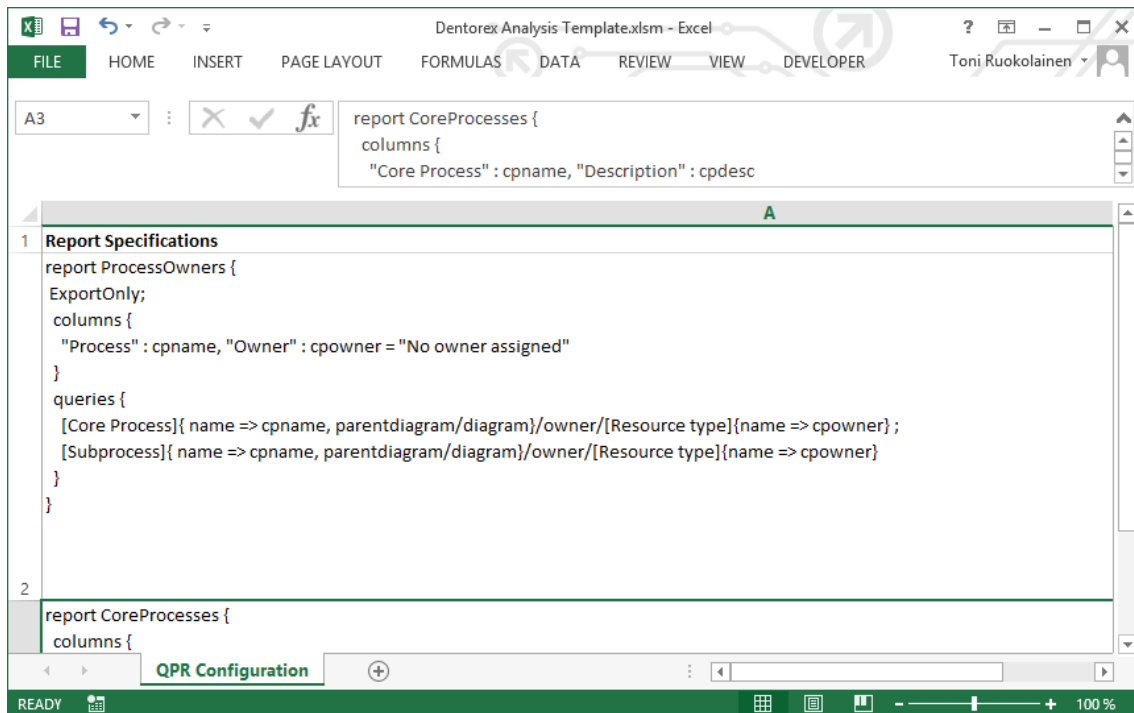 Dentorex Analysis Template.xlsm - Excel
?
FILE HOME INSERT PAGE LAYOUT FORMULAS DATA REVIEW VIEW DEVELOPER Toni Ruokolainen
A3 fx report CoreProcesses {
columns {
"Core Process" : cpname, "Description" : cpdesc
A
1 Report Specifications
report ProcessOwners {
ExportOnly;
columns {
"Process" : cpname, "Owner" : cpowner = "No owner assigned"
}
queries {
[Core Process]{ name => cpname, parentdiagram/diagram}/owner/[Resource type]{name => cpowner} ;
[Subprocess]{ name => cpname, parentdiagram/diagram}/owner/[Resource type]{name => cpowner}
}
}
2
report CoreProcesses {
columns {
QPR Configuration
READY 100 %